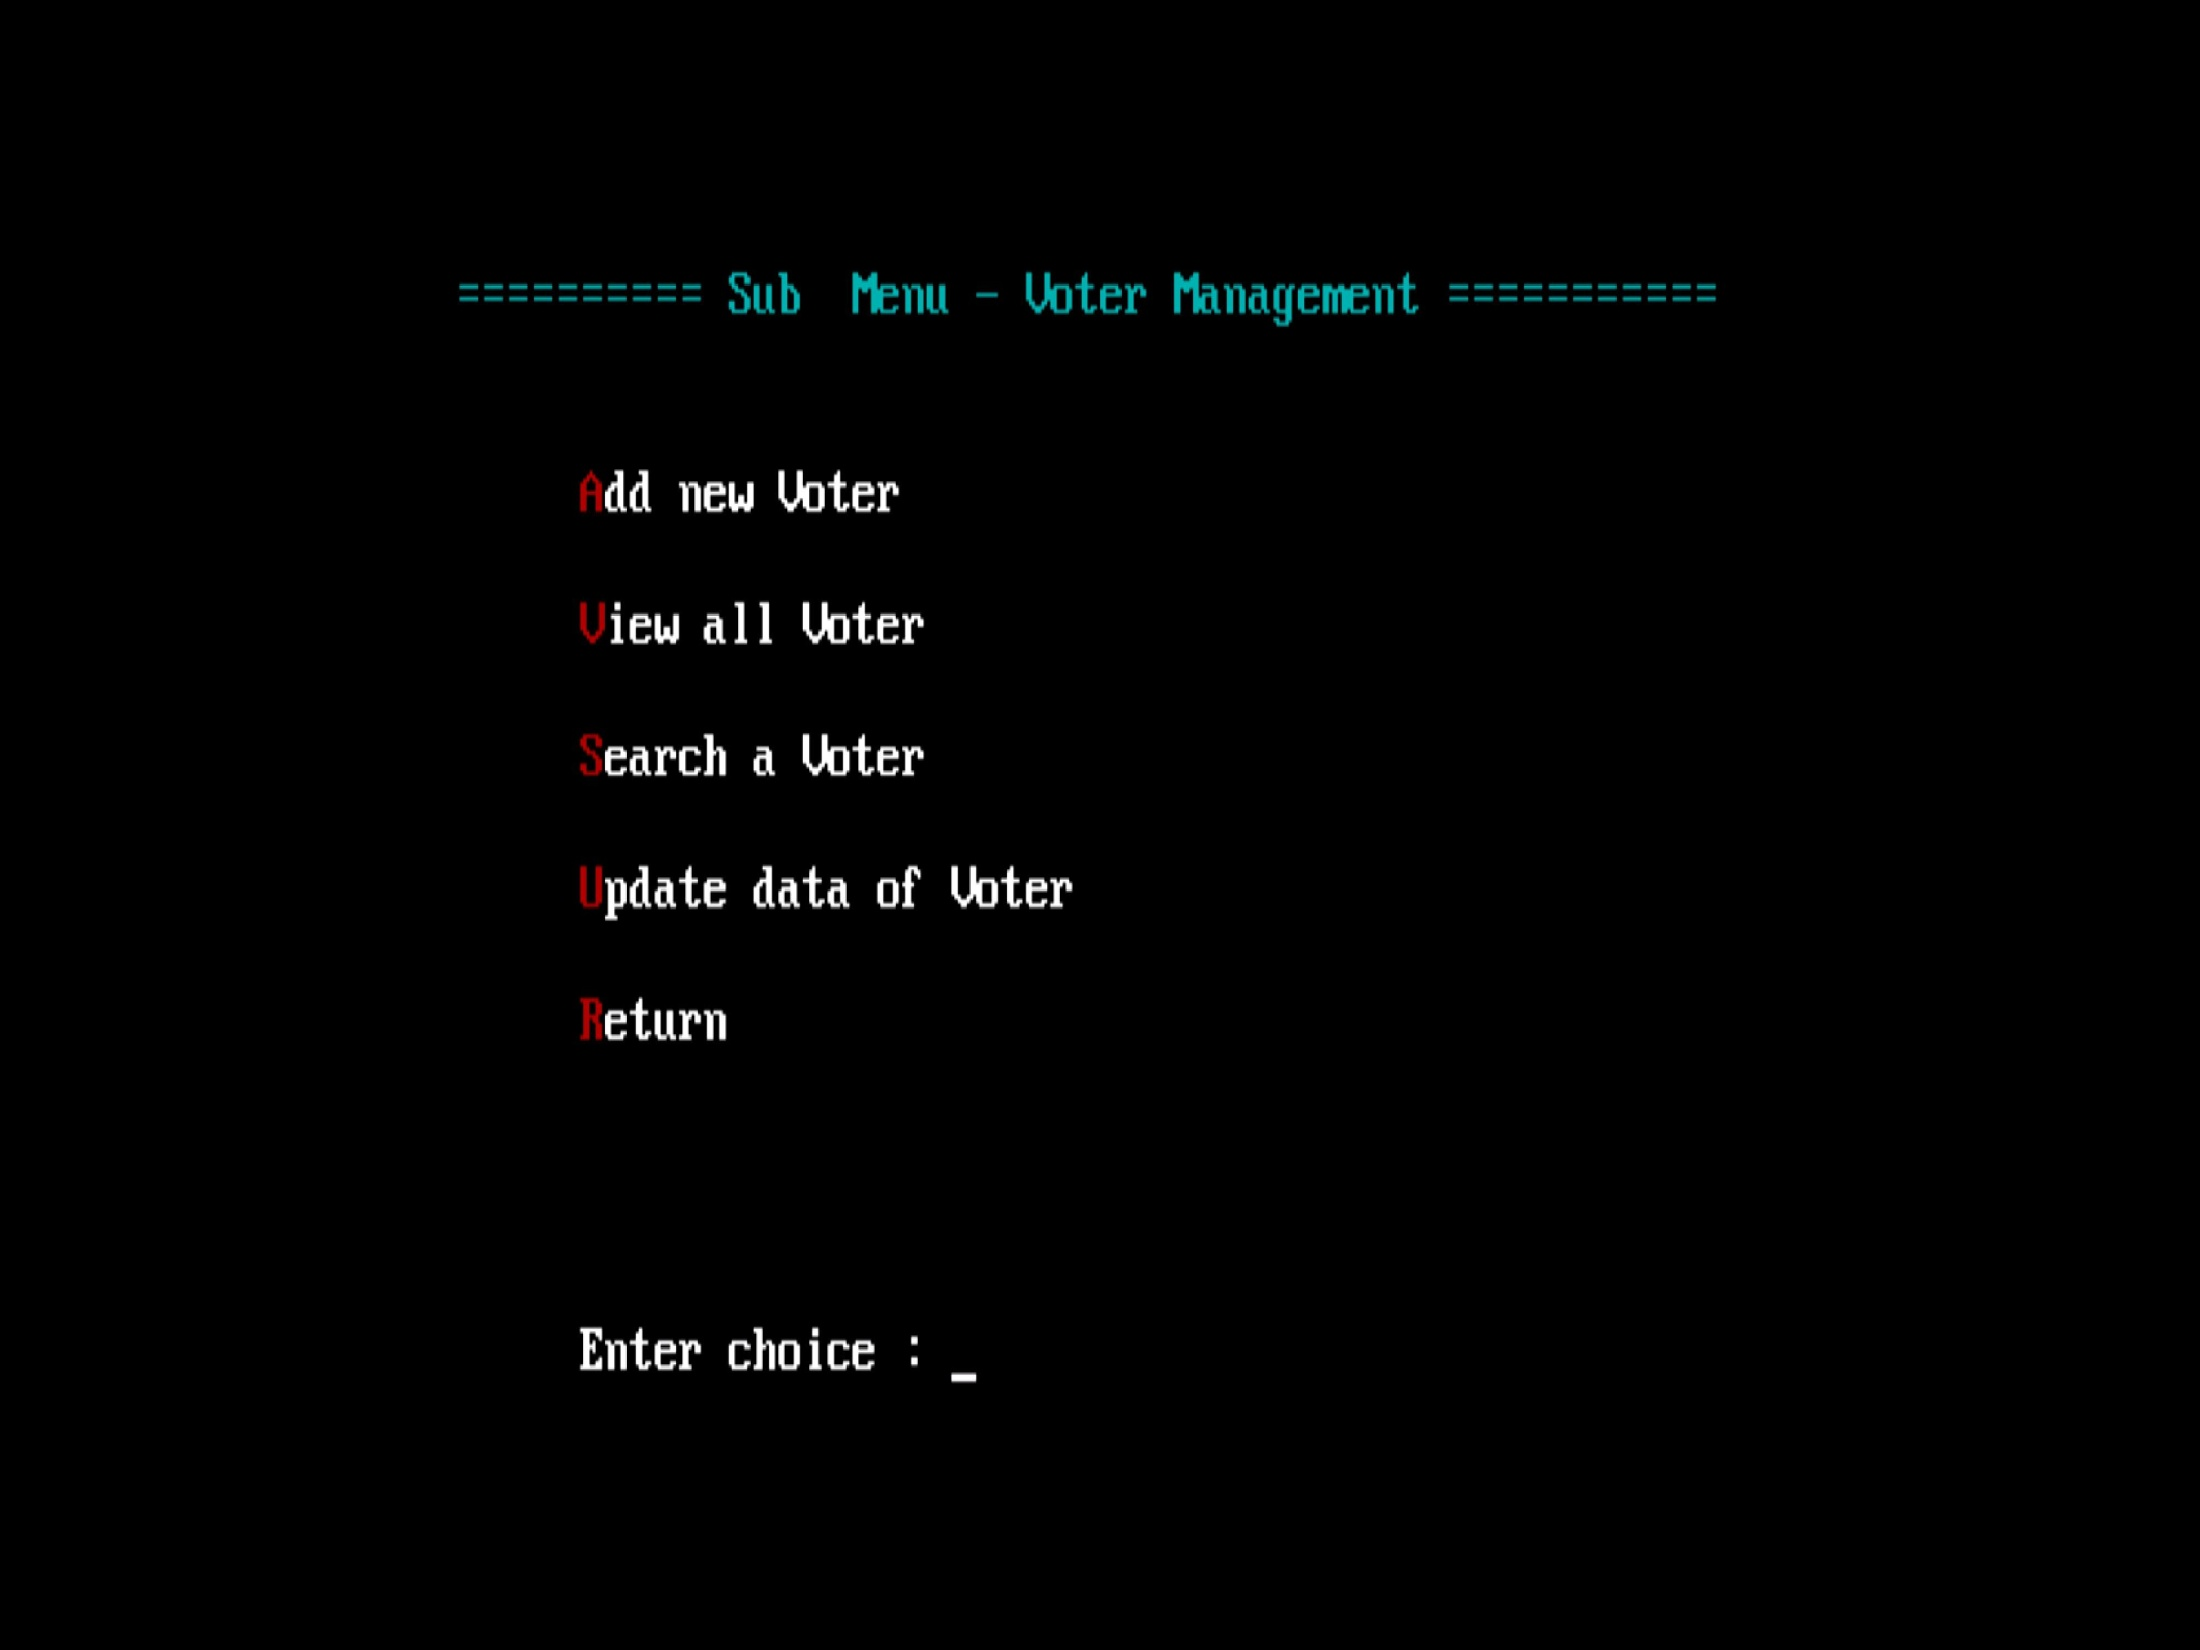 ========== Sub  Menu - Voter Management ===========
Add new Voter
View all Voter
Search a Voter
Update data of Voter
Return
Enter choice : _